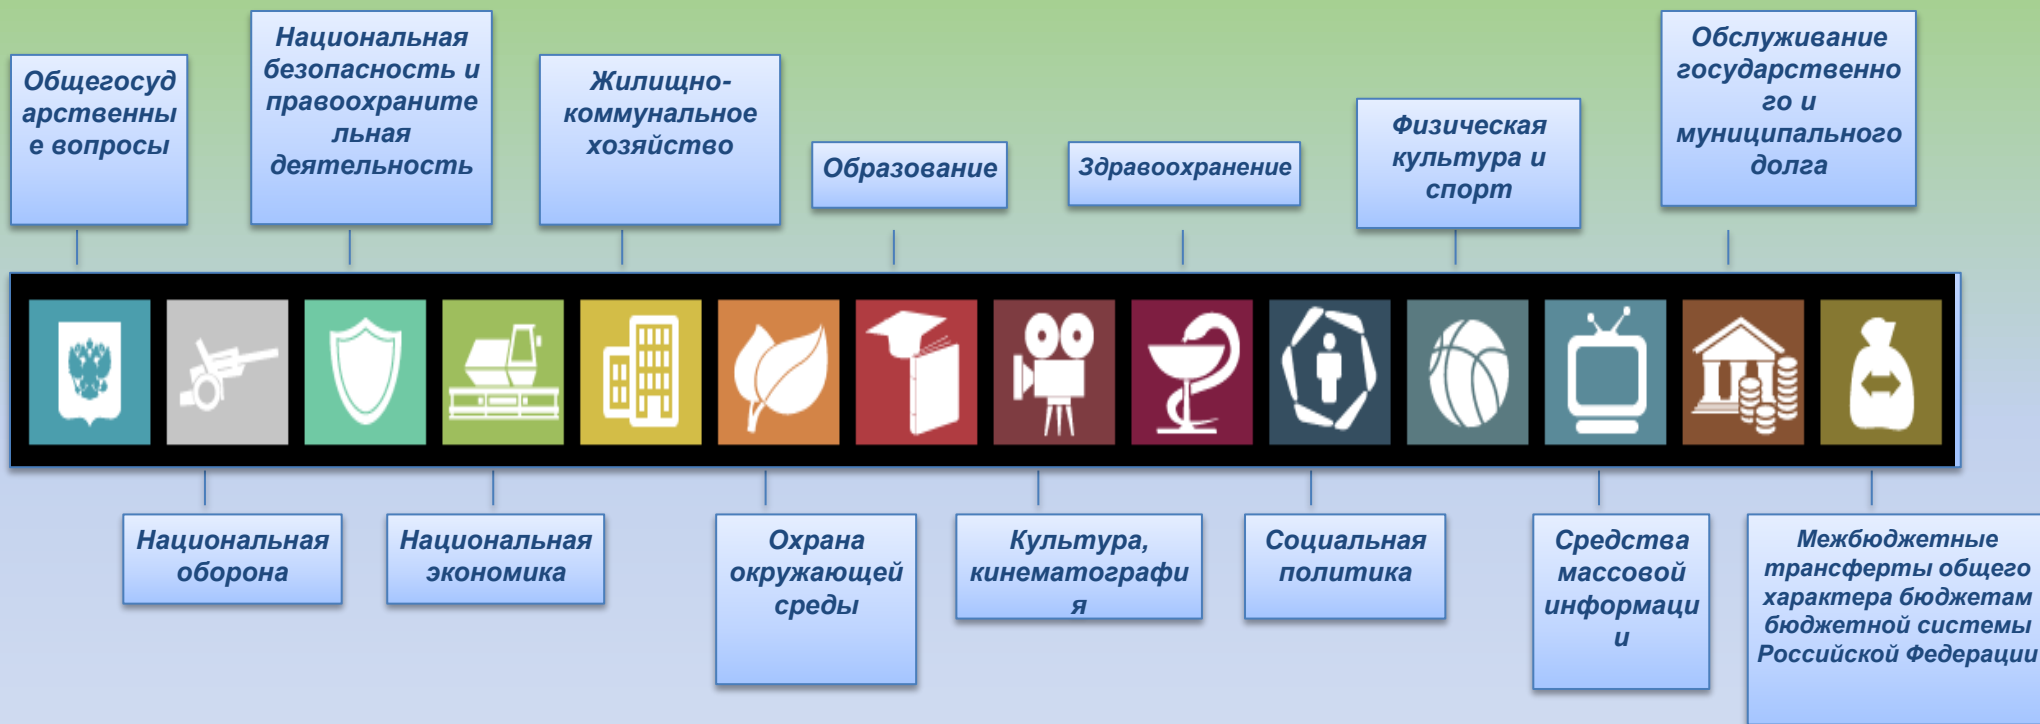 Общегосуд
арственны
е вопросы
Национальная
безопасность и
правоохраните
льная
деятельность
Жилищно-
коммунальное
хозяйство
Образование
Здравоохранение
Физическая
культура и
спорт
Обслуживание
государственно
го и
муниципального
долга
Национальная
оборона
Национальная
экономика
Охрана
окружающей
среды
Культура,
кинематографи
я
Социальная
политика
Средства
массовой
информаци
и
Межбюджетные
трансферты общего
характера бюджетам
бюджетной системы
Российской Федерации